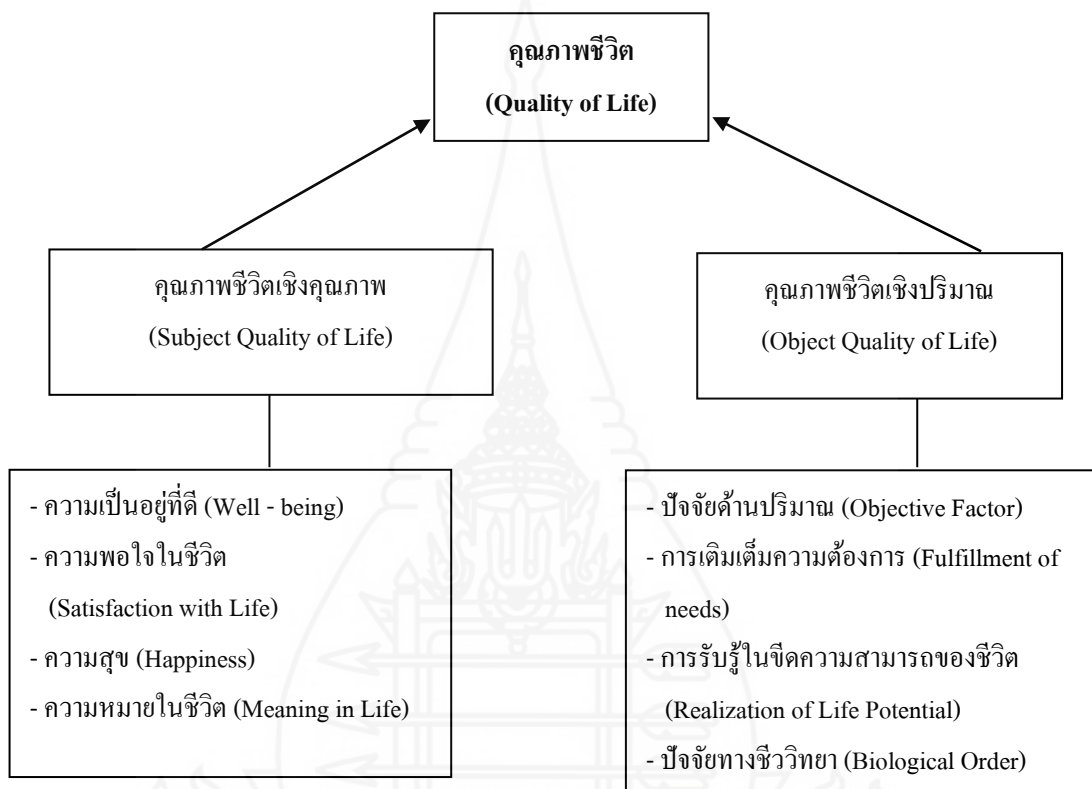 คุณภาพชีวิต
(Quality of Life)
คุณภาพชีวิตเชิงคุณภาพ
(Subject Quality of Life)
คุณภาพชีวิตเชิงปริมาณ
(Object Quality of Life)
- ความเป็นอยู่ที่ดี (Well - being)
- ความพอใจในชีวิต
(Satisfaction with Life)
- ความสุข (Happiness)
- ความหมายในชีวิต (Meaning in Life)
- ปัจจัยด้านปริมาณ (Objective Factor)
- การเติมเต็มความต้องการ (Fulfillment of
needs)
- การรับรู้ในขีดความสามารถของชีวิต
(Realization of Life Potential)
- ปัจจัยทางชีววิทยา (Biological Order)